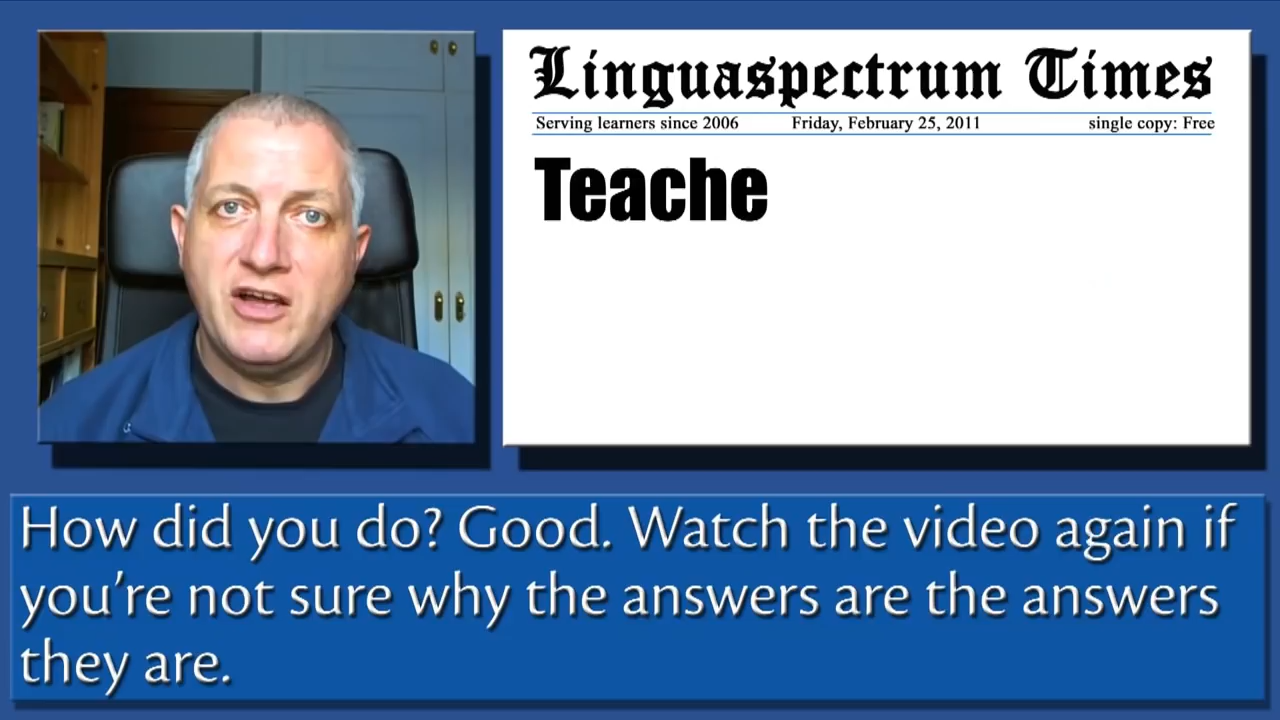 Linguaspectrum Times
Serving learners since 2006 Friday, February 25, 2011 single copy: Free
Teache
How did you do? Good. Watch the video again if
you're not sure why the answers are the answers
they are.